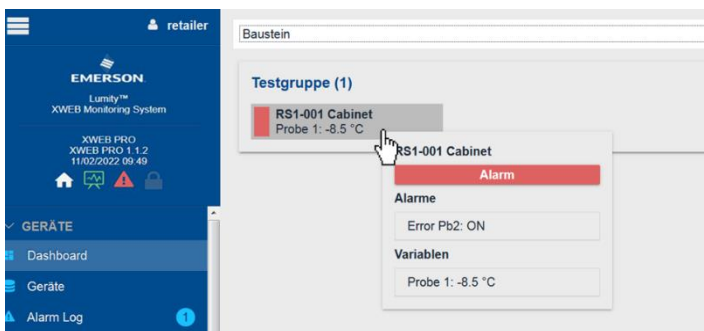 retailer
EMERSON
Lumity™
XWEB Monitoring System
XWEB PRO
XWEB PRO 1.1.2
11/02/2022 09:49
GERÄTE
Dashboard
Geräte
Alarm Log
1
Baustein
Testgruppe (1)
RS1-001 Cabinet
Probe 1: -8.5 °C
RS1-001 Cabinet
Alarm
Alarme
Error Pb2: ON
Variablen
Probe 1: -8.5 °C